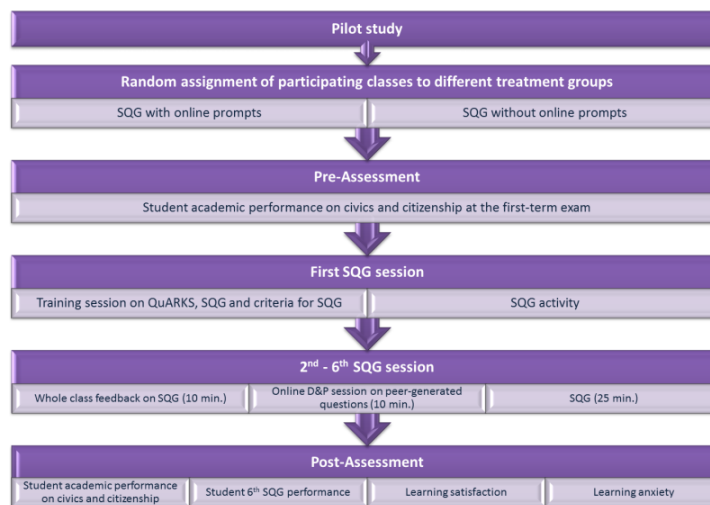 Pilot study
Random assignment of participating classes to different treatment groups
SQG with online prompts
SQG without online prompts
Pre-Assessment
Student academic performance on civics and citizenship at the first-term exam
First SQG session
Training session on QuARKS, SQG and criteria for SQG
SQG activity
2nd - 6th SQG session
Whole class feedback on SQG (10 min.)
Online D&P session on peer-generated
questions (10 min.)
SQG (25 min.)
Post-Assessment
Student academic performance
on civics and citizenship
Student 6th SQG performance
Learning satisfaction
Learning anxiety